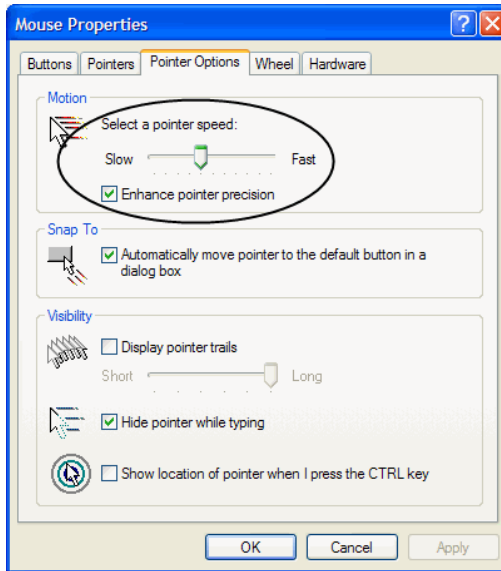 Mouse Properties
Buttons Pointers Pointer Options Wheel Hardware
Motion
Select a pointer speed:
Slow Fast
Enhance pointer precision
Snap To
Automatically move pointer to the default button in a
dialog box
Visibility
Display pointer trails
Short Long
Hide pointer while typing
Show location of pointer when I press the CTRL key
OK Cancel Apply